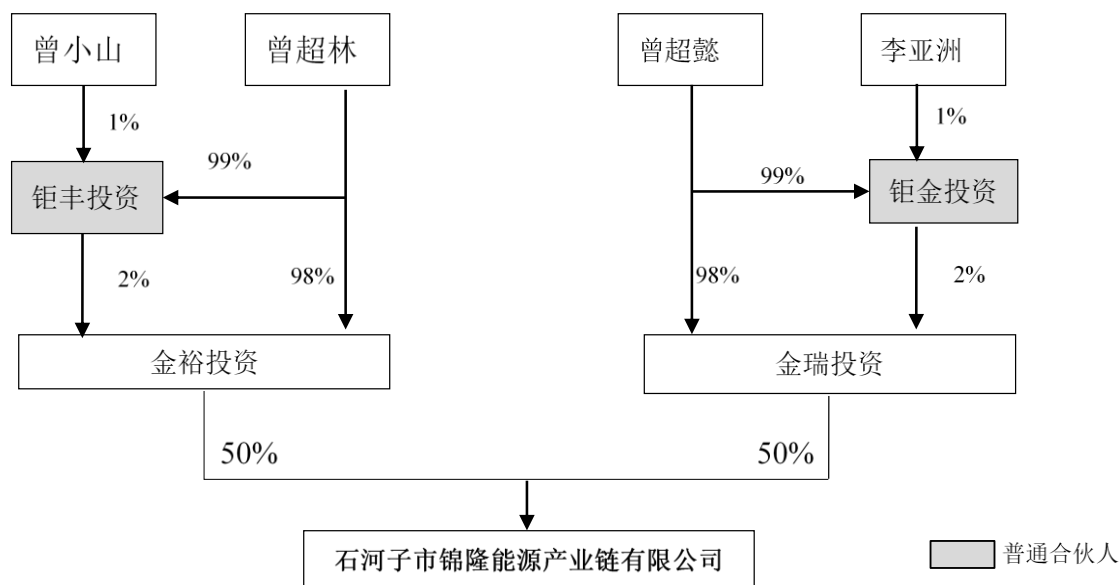 曾小山
曾超林
曾超懿
李亚洲
1%
1%
99%
99%
钜丰投资
钜金投资
2%
98%
98%
2%
金裕投资
金瑞投资
50%
50%
石河子市锦隆能源产业链有限公司
普通合伙人